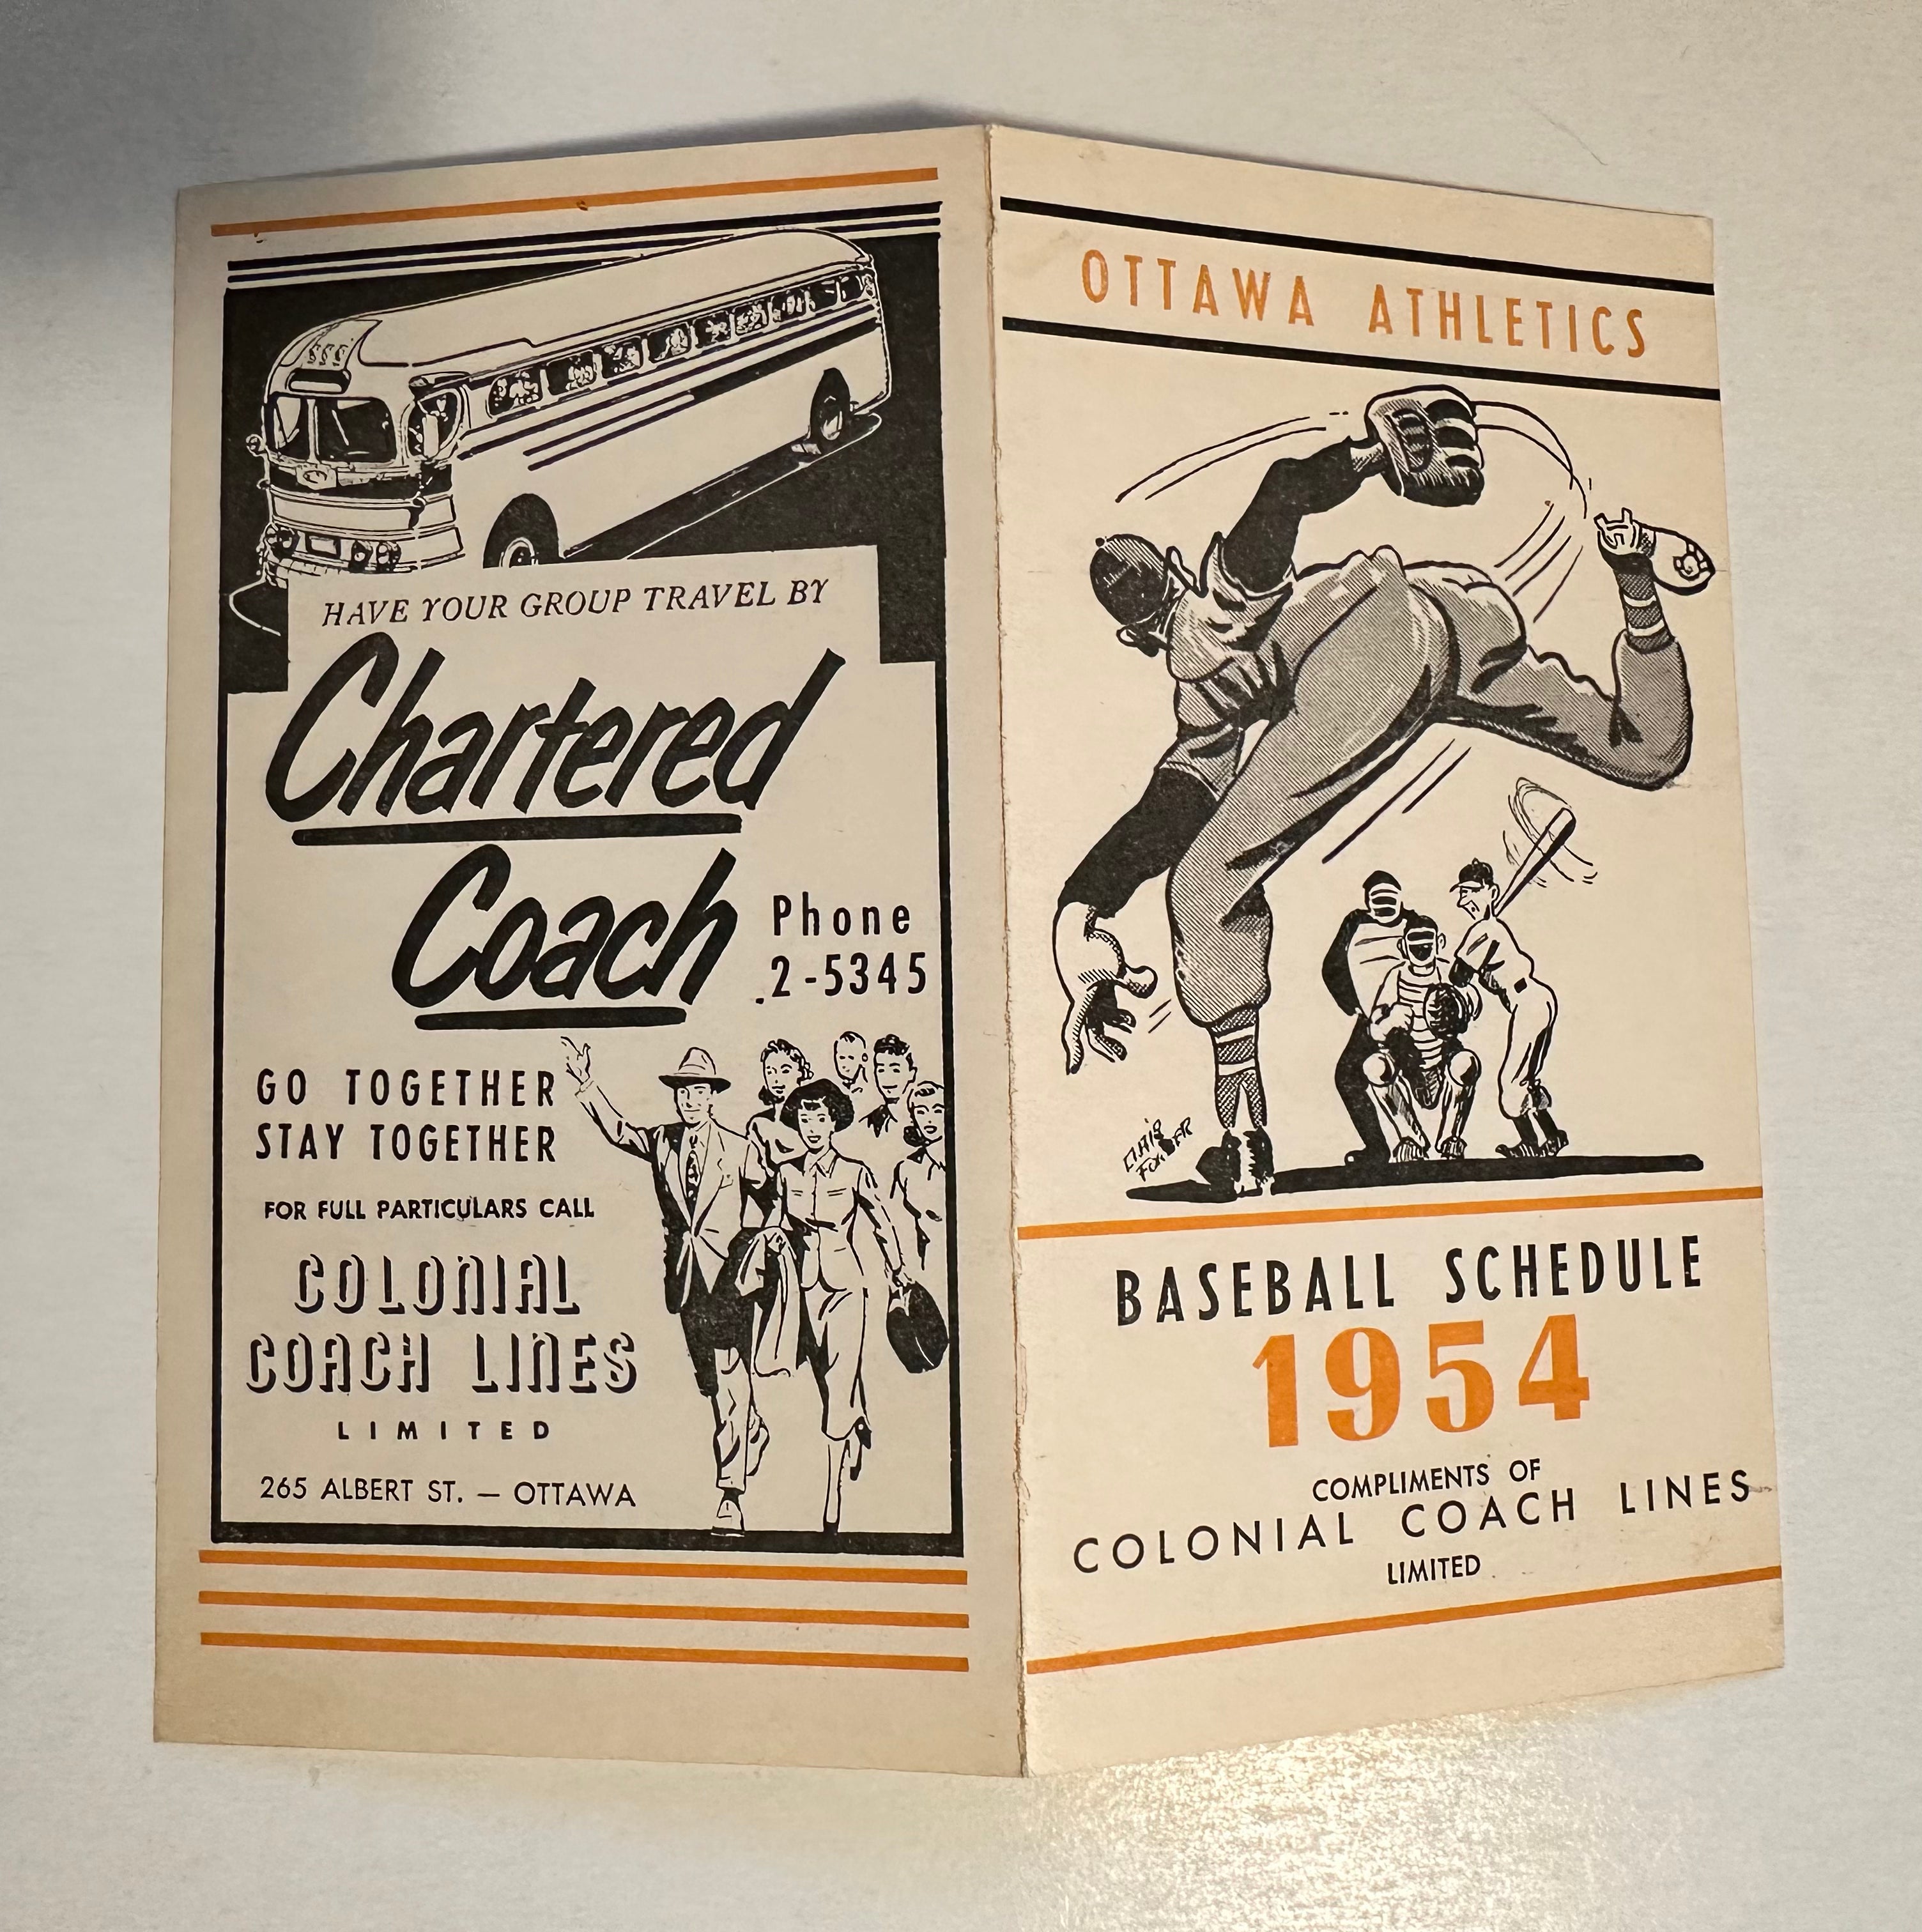 HAVE YOUR GROUP TRAVEL BY
Chartered
Coach
Phone
2-5345
GO TOGETHER
STAY TOGETHER
FOR FULL PARTICULARS CALL
COLONIAL
COACH LINES
LIMITED
265 ALBERT ST. — OTTAWA
OTTAWA ATHLETICS
BASEBALL SCHEDULE
1954
COMPLIMENTS OF
COLONIAL COACH LINES
LIMITED